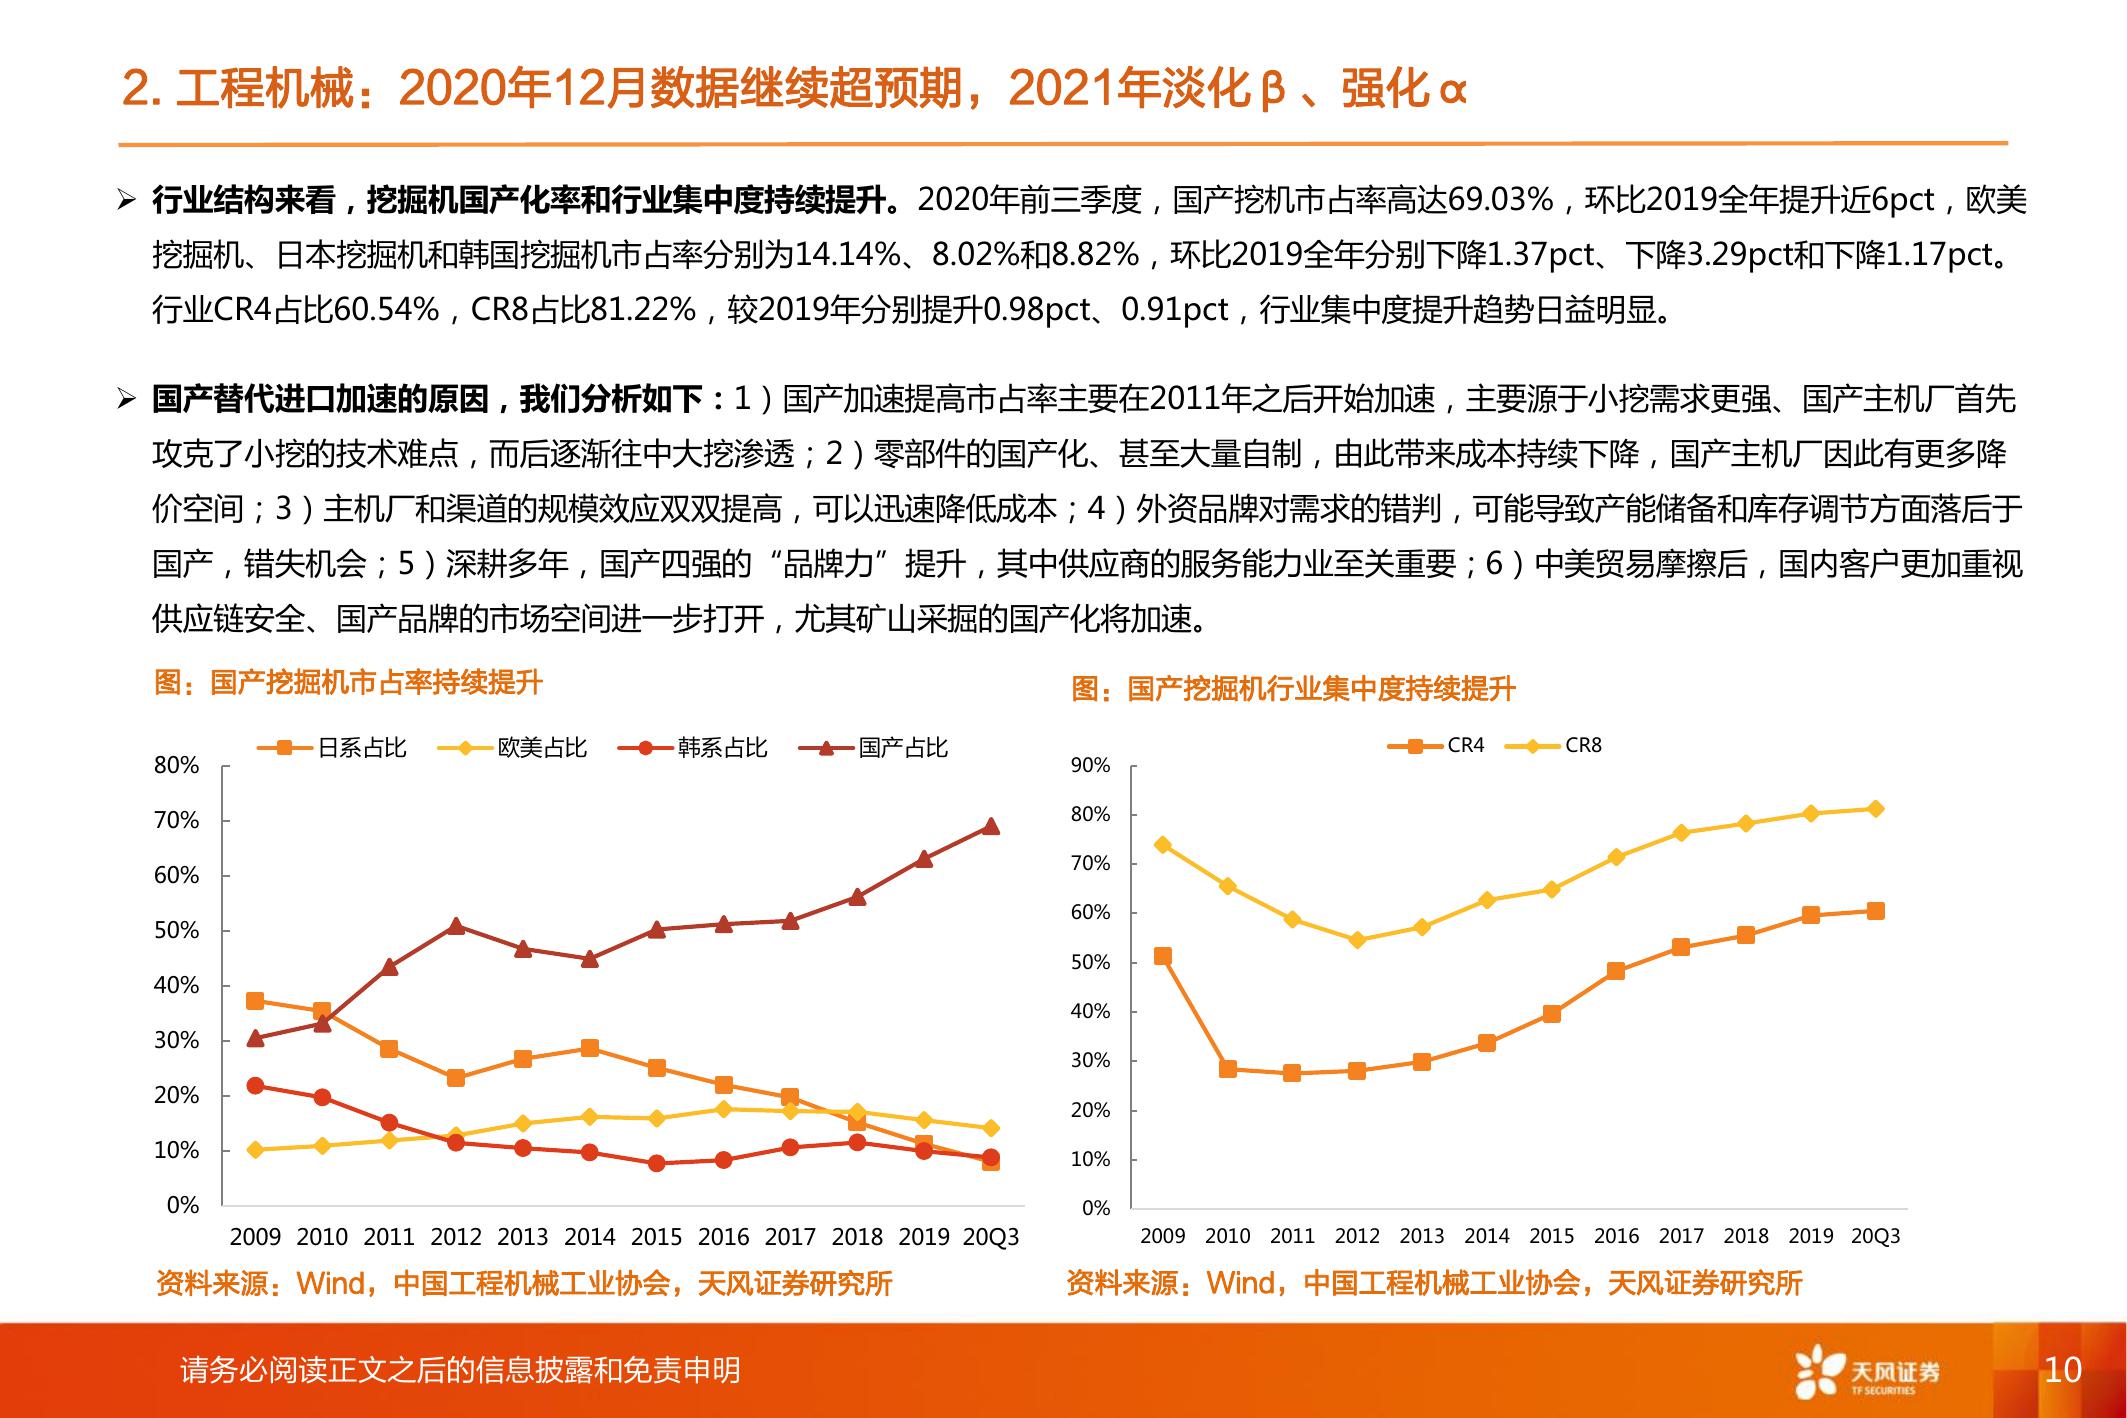 2. 工程机械：2020年12月数据继续超预期，2021年淡化β 、强化α
➢ 行业结构来看，挖掘机国产化率和行业集中度持续提升。2020年前三季度，国产挖机市占率高达69.03%，环比2019全年提升近6pct，欧美
挖掘机、日本挖掘机和韩国挖掘机市占率分别为14.14%、8.02%和8.82%，环比2019全年分别下降1.37pct、下降3.29pct和下降1.17pct。
行业CR4占比60.54%，CR8占比81.22%，较2019年分别提升0.98pct、0.91pct，行业集中度提升趋势日益明显。
➢ 国产替代进口加速的原因，我们分析如下：1）国产加速提高市占率主要在2011年之后开始加速，主要源于小挖需求更强、国产主机厂首先
攻克了小挖的技术难点，而后逐渐往中大挖渗透；2）零部件的国产化、甚至大量自制，由此带来成本持续下降，国产主机厂因此有更多降
价空间；3）主机厂和渠道的规模效应双双提高，可以迅速降低成本；4）外资品牌对需求的错判，可能导致产能储备和库存调节方面落后于
国产，错失机会；5）深耕多年，国产四强的“品牌力”提升，其中供应商的服务能力业至关重要；6）中美贸易摩擦后，国内客户更加重视
供应链安全、国产品牌的市场空间进一步打开，尤其矿山采掘的国产化将加速。
图：国产挖掘机市占率持续提升
日系占比 欧美占比 韩系占比 国产占比
80%
70%
60%
50%
40%
30%
20%
10%
0%
2009 2010 2011 2012 2013 2014 2015 2016 2017 2018 2019 20Q3
资料来源：Wind，中国工程机械工业协会，天风证券研究所
图：国产挖掘机行业集中度持续提升
CR4 CR8
90%
80%
70%
60%
50%
40%
30%
20%
10%
0%
2009 2010 2011 2012 2013 2014 2015 2016 2017 2018 2019 20Q3
资料来源：Wind，中国工程机械工业协会，天风证券研究所
请务必阅读正文之后的信息披露和免责申明
天风证券
TF SECURITIES
10